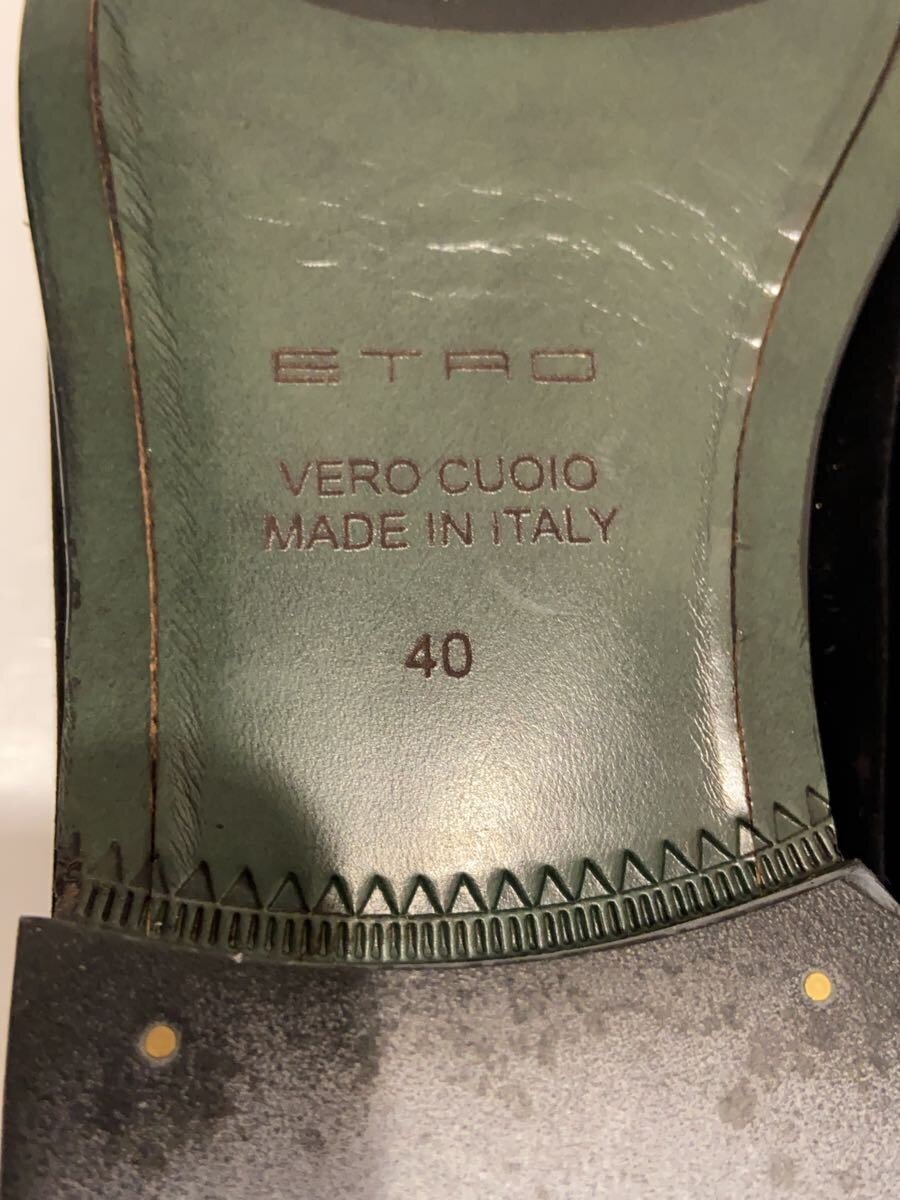 ETRO
VERO CUOIO
MADE IN ITALY
40